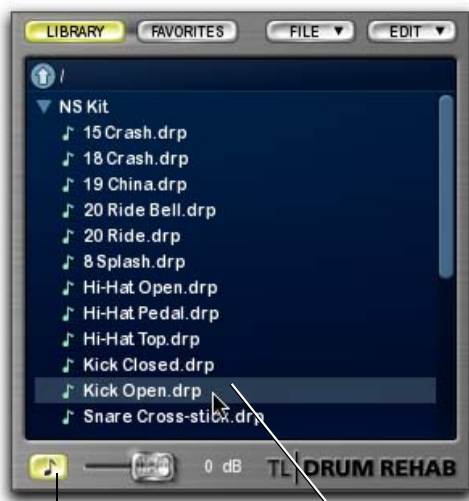 LIBRARY FAVORITES FILE ▼ EDIT ▼
/
NS Kit
15 Crash.drp
18 Crash.drp
19 China.drp
20 Ride Bell.drp
20 Ride.drp
8 Splash.drp
Hi-Hat Open.drp
Hi-Hat Pedal.drp
Hi-Hat Top.drp
Kick Closed.drp
Kick Open.drp
Snare Cross-stick.drp
0 dB TL DRUM REHAB